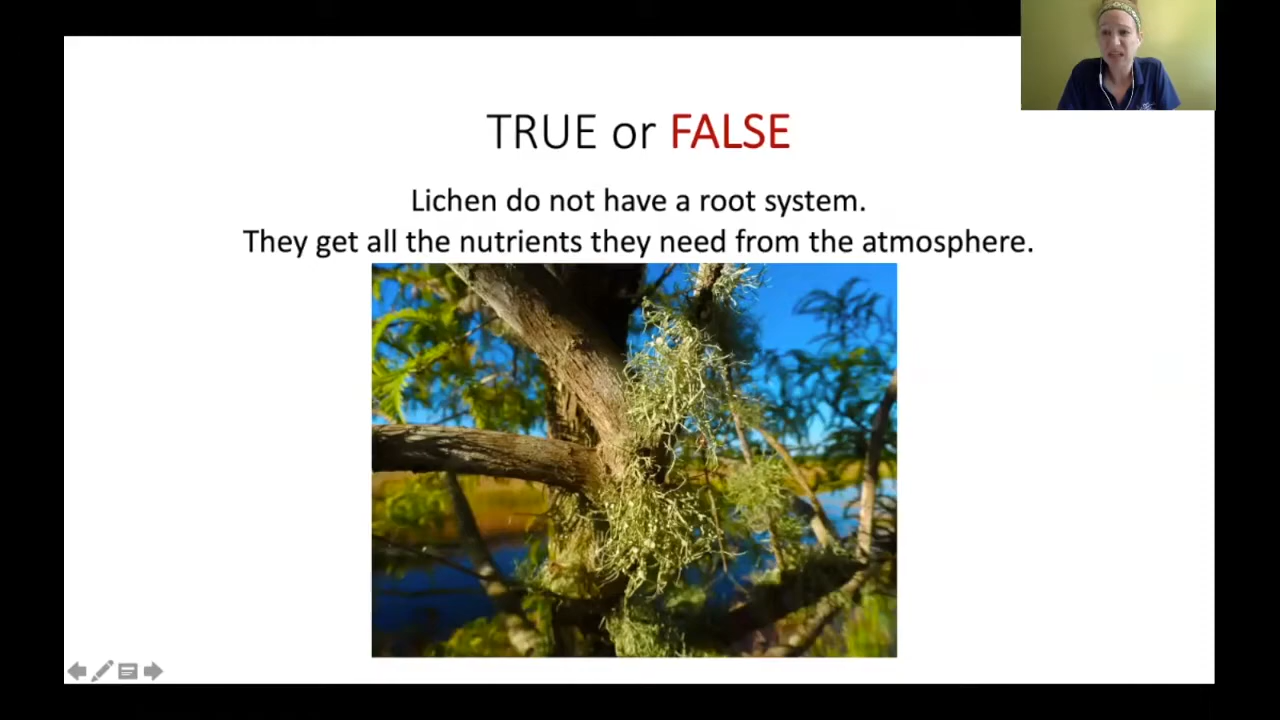 TRUE or FALSE
Lichen do not have a root system.
They get all the nutrients they need from the atmosphere.